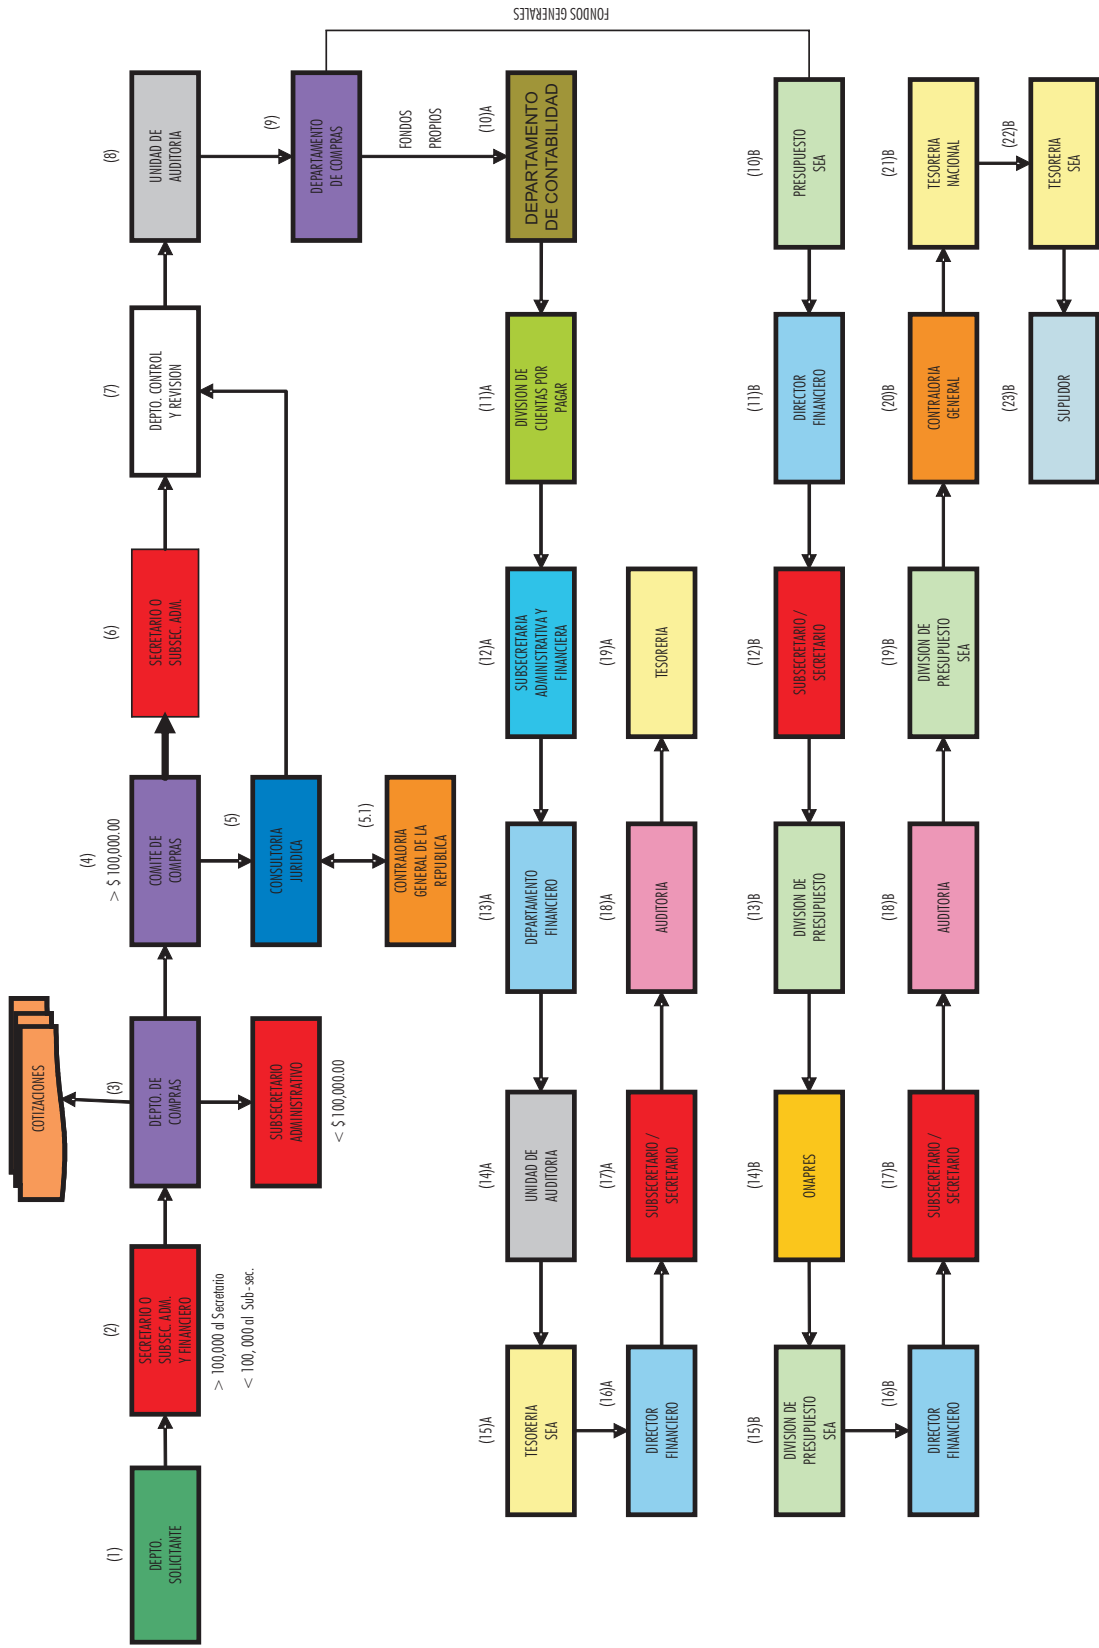 (1)
DEPTO.
SOLICITANTE
(2)
SECRETARIO O
SUBSEC. ADM.
Y FINANCIERO
> 100,000 al Secretario
< 100, 000 al Sub-sec.
COTIZACIONES
(3)
DEPTO. DE
COMPRAS
SUBSECRETARIO
ADMINISTRATIVO
< $ 100,000.00
(4)
> $ 100,000.00
COMITE DE
COMPRAS
(5)
CONSULTORIA
JURIDICA
(5.1)
CONTRALORIA
GENERAL DE LA
REPUBLICA
(6)
SECRETARIO O
SUBSEC. ADM.
(7)
DEPTO. CONTROL
Y REVISION
(8)
UNIDAD DE
AUDITORIA
(9)
DEPARTAMENTO
DE COMPRAS
FONDOS
PROPIOS
FONDOS GENERALES
(10)A
DEPARTAMENTO
DE CONTABILIDAD
(11)A
DIVISION DE
CUENTAS POR
PAGAR
(12)A
SUBSECRETARIA
ADMINISTRATIVA Y
FINANCIERA
(13)A
DEPARTAMENTO
FINANCIERO
(14)A
UNIDAD DE
AUDITORIA
(15)A
TESORERIA
SEA
(16)A
DIRECTOR
FINANCIERO
(17)A
SUBSECRETARIO /
SECRETARIO
(18)A
AUDITORIA
(19)A
TESORERIA
(10)B
PRESUPUESTO
SEA
(11)B
DIRECTOR
FINANCIERO
(12)B
SUBSECRETARIO /
SECRETARIO
(13)B
DIVISION DE
PRESUPUESTO
(14)B
ONAPRES
(15)B
DIVISION DE
PRESUPUESTO
SEA
(16)B
DIRECTOR
FINANCIERO
(17)B
SUBSECRETARIO /
SECRETARIO
(18)B
AUDITORIA
(19)B
DIVISION DE
PRESUPUESTO
SEA
(20)B
CONTRALORIA
GENERAL
(21)B
TESORERIA
NACIONAL
(22)B
TESORERIA
SEA
(23)B
SUPLIDOR